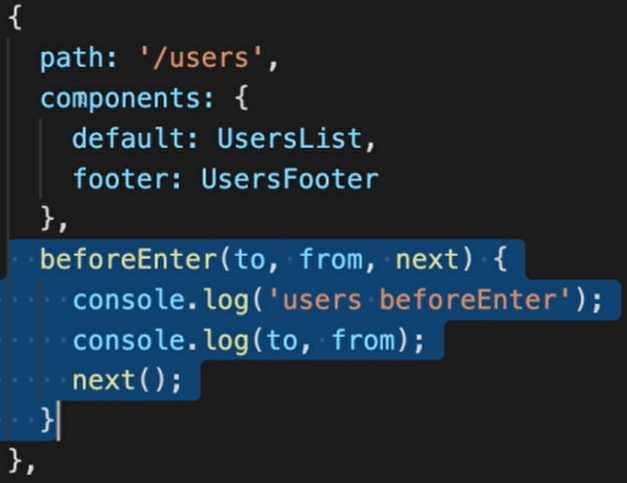 {
path: '/users',
components: {
default: UsersList,
footer: UsersFooter
},
beforeEnter(to, from, next) {
console.log('users beforeEnter');
console.log(to, from);
next();
}
},